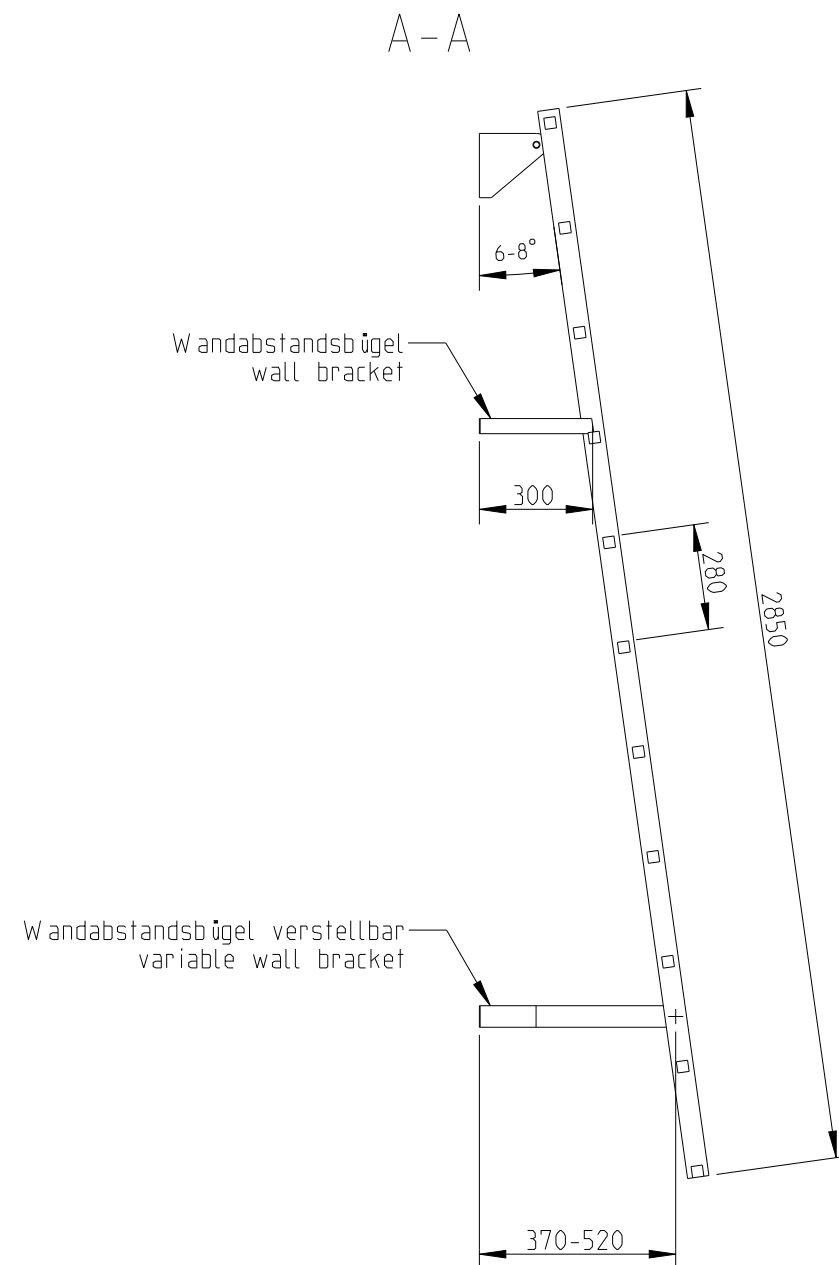 A-A
6-8°
Wandabstandsbügel
wall bracket
300
280
2850
Wandabstandsbügel verstellbar
variable wall bracket
370-520